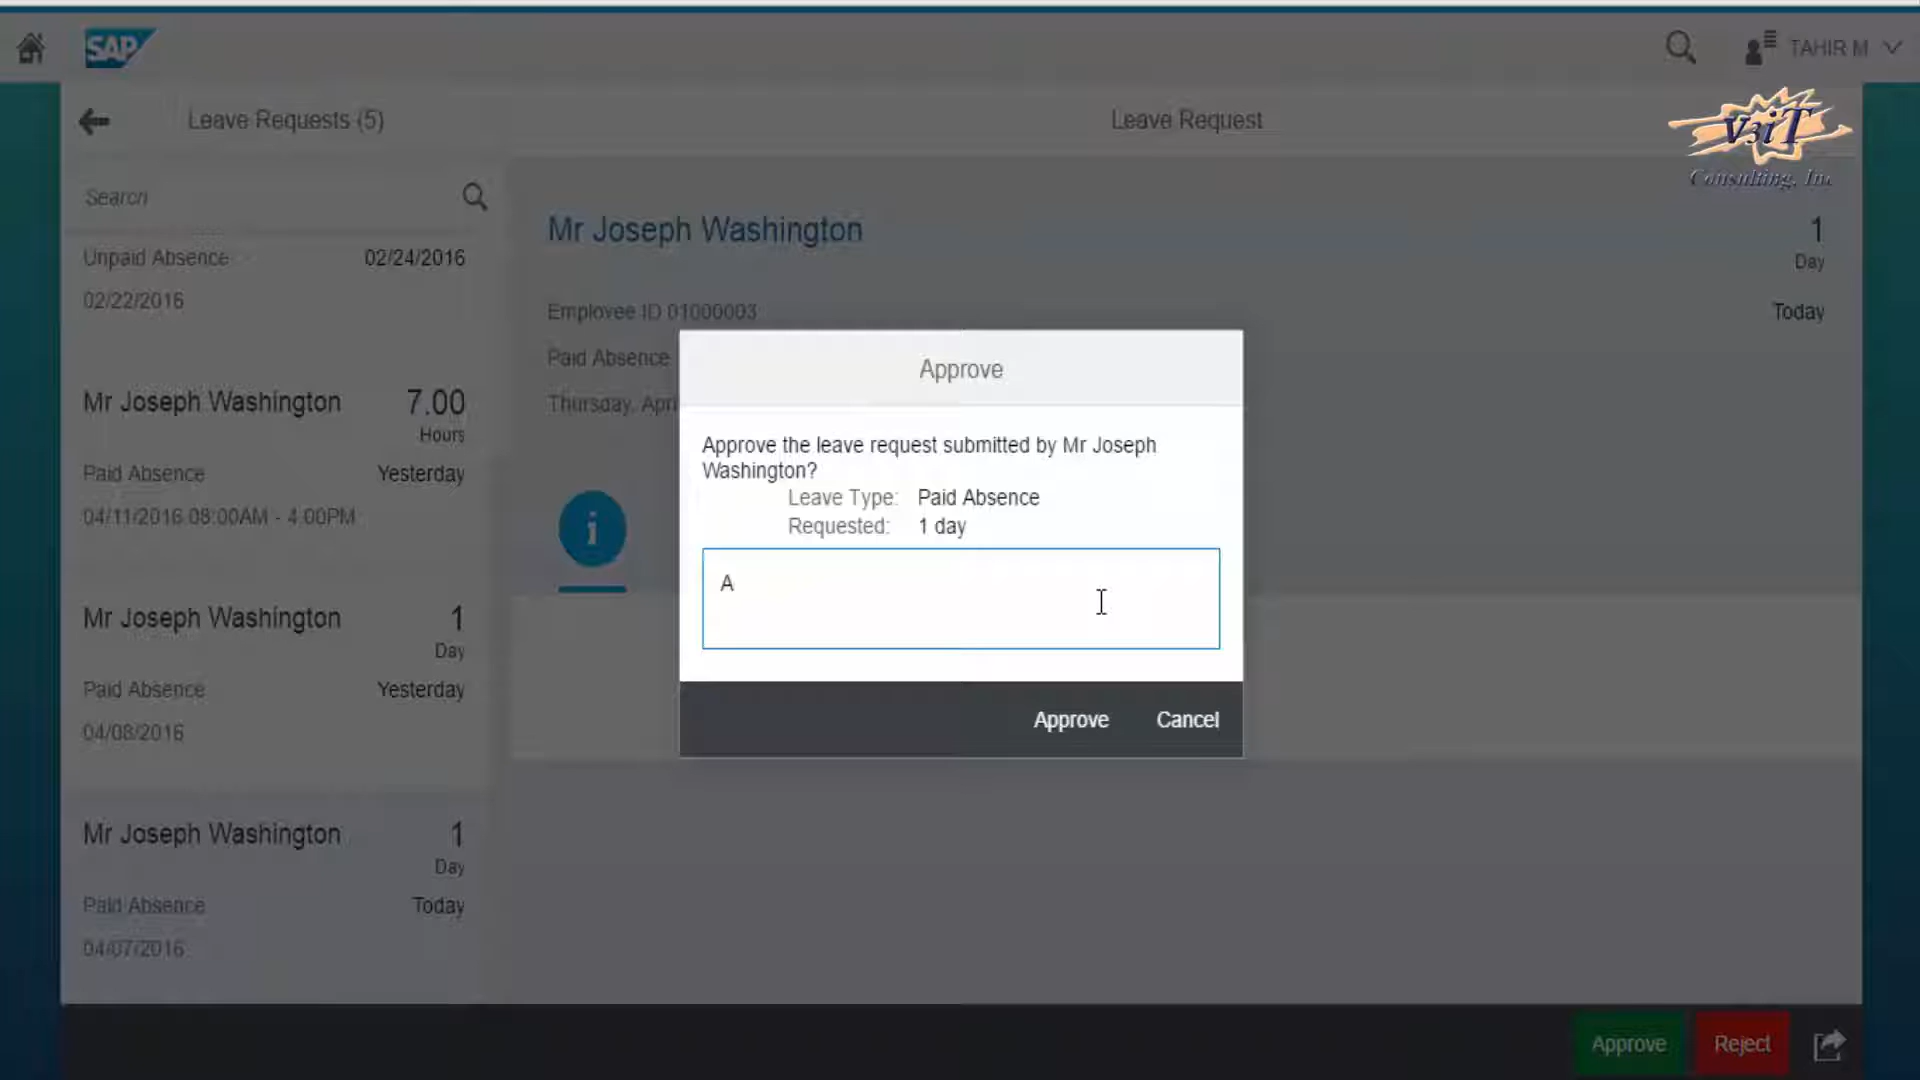 SAP
TAHIR M
Leave Requests (5)
Leave Request
V3iT
Consulting, Inc
Search
Unpaid Absence 02/24/2016
02/22/2016
Mr Joseph Washington 7.00
Hours
Paid Absence Yesterday
04/11/2016 08:00AM - 4:00PM
Mr Joseph Washington 1
Day
Paid Absence Yesterday
04/08/2016
Mr Joseph Washington 1
Day
Paid Absence Today
04/07/2016
Mr Joseph Washington 1
Day
Employee ID 01000003 Today
Paid Absence
Thursday, Apri
i
Approve
Approve the leave request submitted by Mr Joseph
Washington?
Leave Type: Paid Absence
Requested: 1 day
A
Approve Cancel
Approve Reject